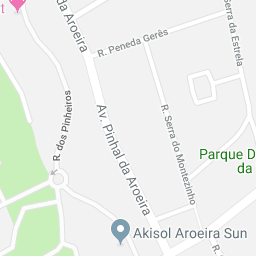 t
da Aroeira
R. Peneda Gerês
Serra da Estrela
Av. Pinhal da Aroeira
R. dos Pinheiros
R. Serra do Montezinho
Parque D
da
Akisol Aroeira Sun
R.